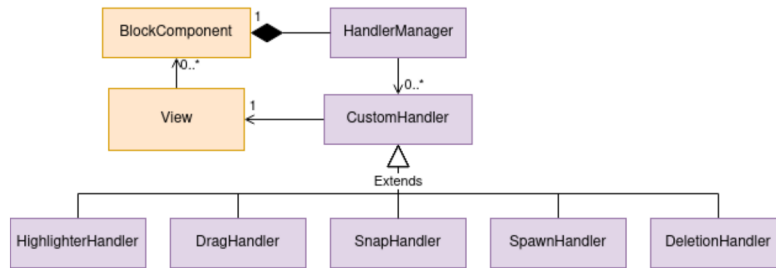 BlockComponent
1
HandlerManager
0..*
0..*
View
1
CustomHandler
Extends
HighlighterHandler
DragHandler
SnapHandler
SpawnHandler
DeletionHandler